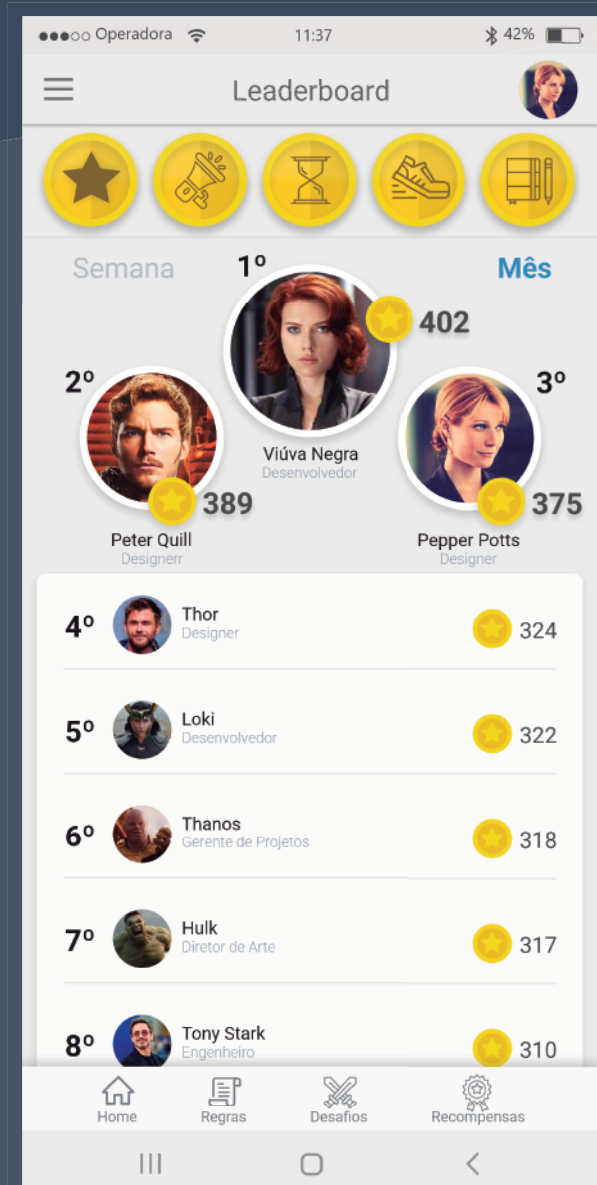 Operadora 11:37 42%
Leaderboard
Semana 1º Mês
402
2º 3º
Viúva Negra
Desenvolvedor
389 375
Peter Quill Pepper Potts
Designerr Designer
4º Thor 324
Designer
5º Loki 322
Desenvolvedor
6º Thanos 318
Gerente de Projetos
7º Hulk 317
Diretor de Arte
8º Tony Stark 310
Engenheiro
Home Regras Desafios Recompensas